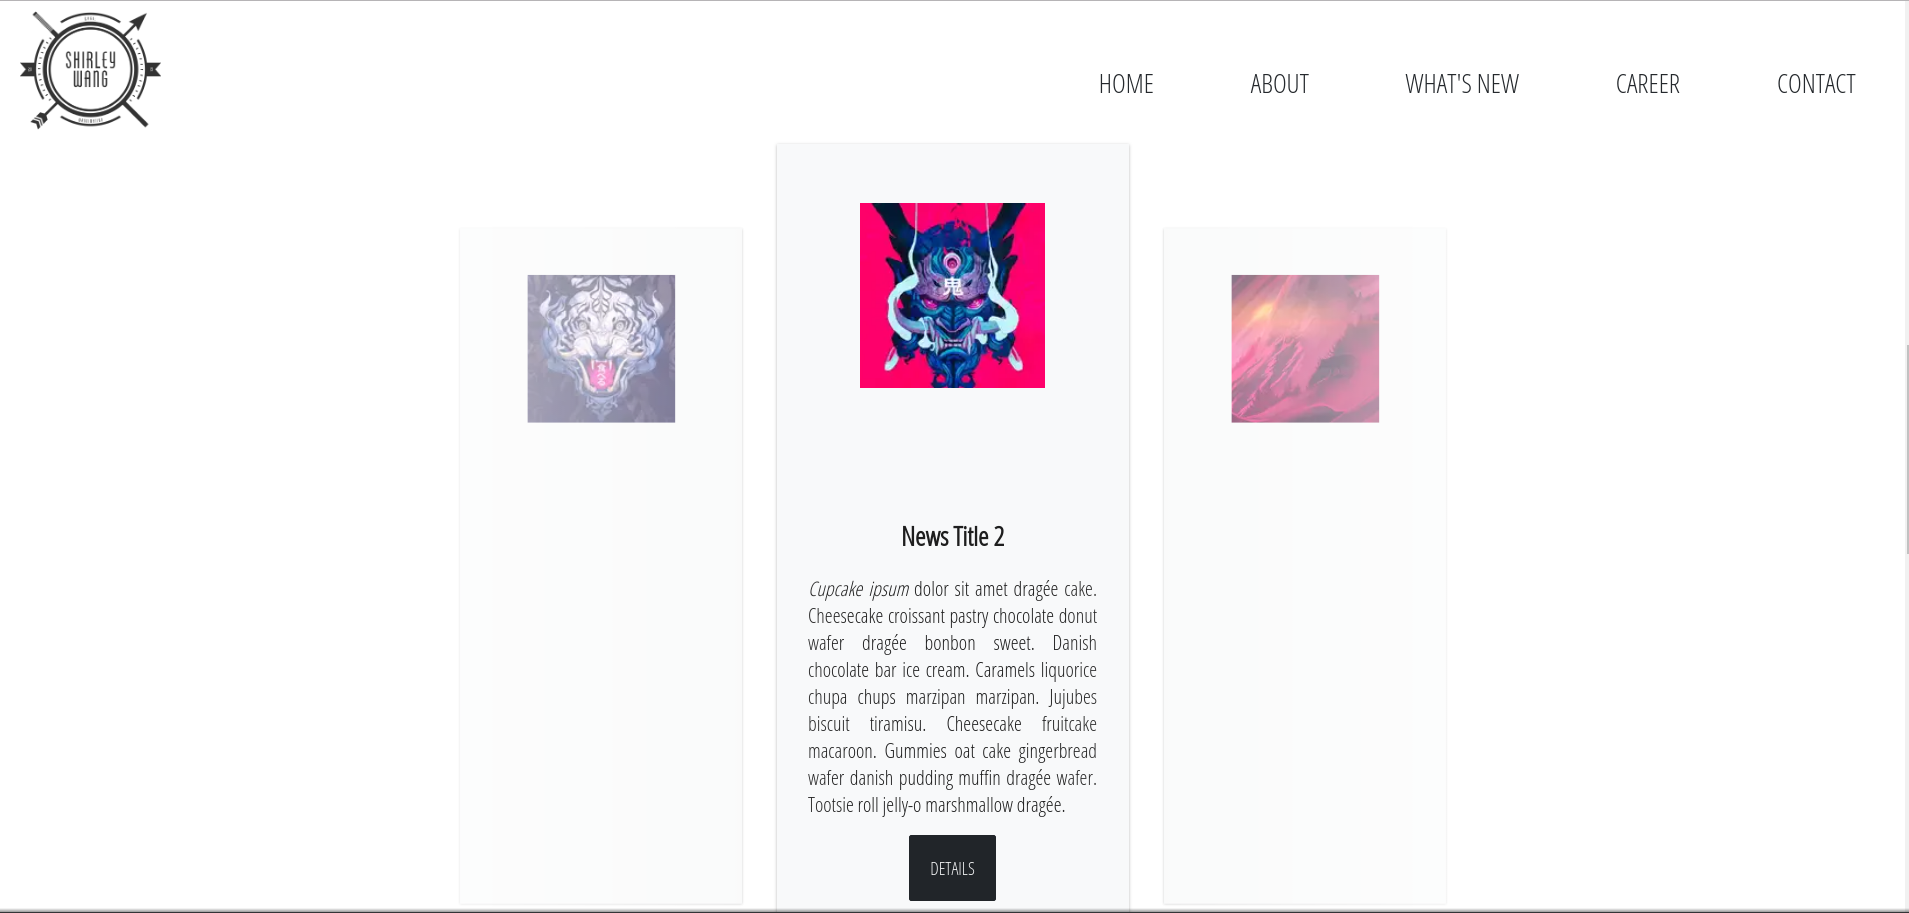 SHIRLEY
WANG
HOME
ABOUT
WHAT'S NEW
CAREER
CONTACT
鬼
News Title 2
Cupcake ipsum dolor sit amet dragée cake.
Cheesecake croissant pastry chocolate donut
wafer dragée bonbon sweet. Danish
chocolate bar ice cream. Caramels liquorice
chupa chups marzipan marzipan. Jujubes
biscuit tiramisu. Cheesecake fruitcake
macaroon. Gummies oat cake gingerbread
wafer danish pudding muffin dragée wafer.
Tootsie roll jelly-o marshmallow dragée.
DETAILS